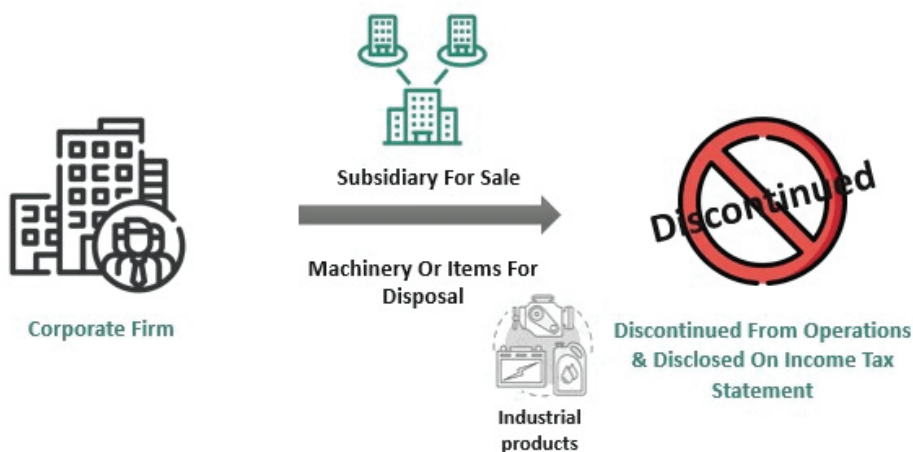 Subsidiary For Sale
Machinery Or Items For
Disposal
Corporate Firm
Industrial
products
Discontinued
Discontinued From Operations
& Disclosed On Income Tax
Statement